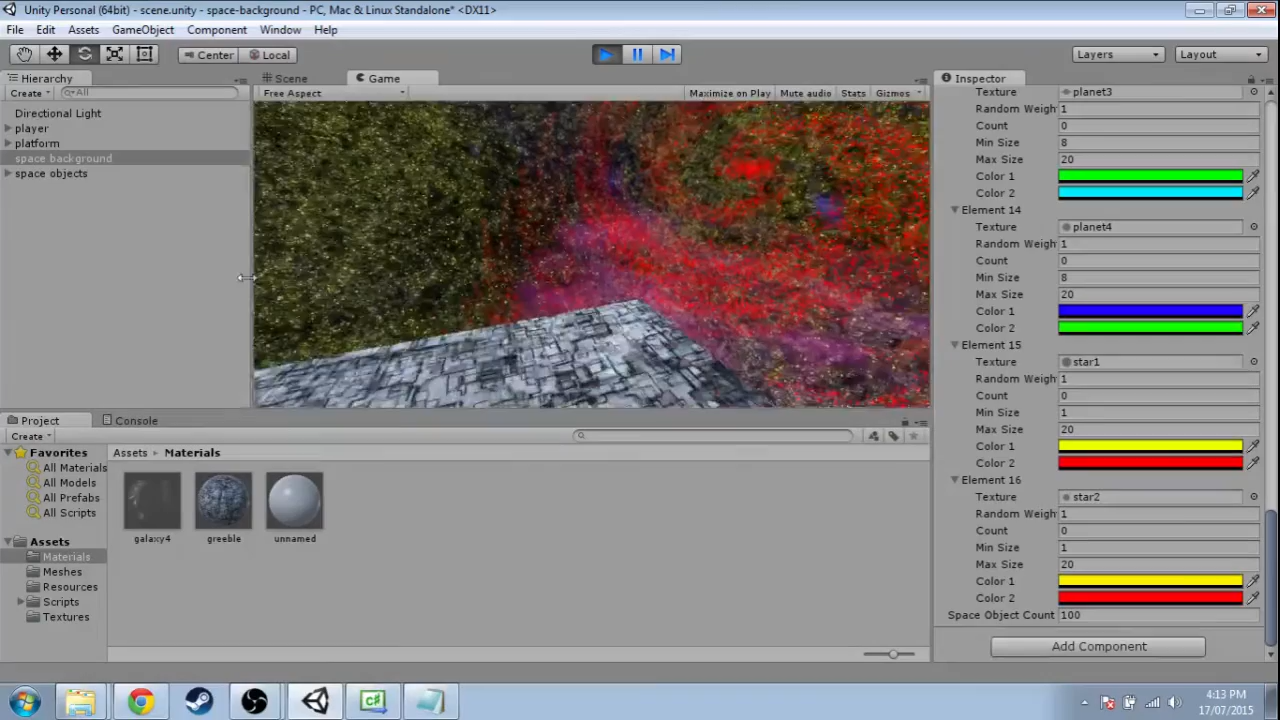 Unity Personal (64bit) - scene.unity - space-background - PC, Mac & Linux Standalone* <DX11>
File Edit Assets GameObject Component Window Help
Center Local Layers Layout
Hierarchy Scene Game Inspector
Create All Free Aspect Maximize on Play Mute audio Stats Gizmos
Texture planet3
Random Weigh 1
Directional Light
Count 0
player
Min Size 8
platform
Max Size 20
space background
Color 1
space objects
Color 2
Element 14
Texture planet4
Random Weigh 1
Count 0
Min Size 8
Max Size 20
Color 1
Color 2
Element 15
Texture star1
Random Weigh 1
Count 0
Min Size 1
Max Size 20
Color 1
Color 2
Element 16
Texture star2
Random Weigh 1
Count 0
Min Size 1
Max Size 20
Color 1
Color 2
Space Object Count 100
Add Component
Project Console
Create
Favorites
All Materials
All Models
All Prefabs
All Scripts
Assets
Materials
Meshes
Resources
Scripts
Textures
Assets Materials
galaxy4 greeble unnamed
C#
4:13 PM
17/07/2015